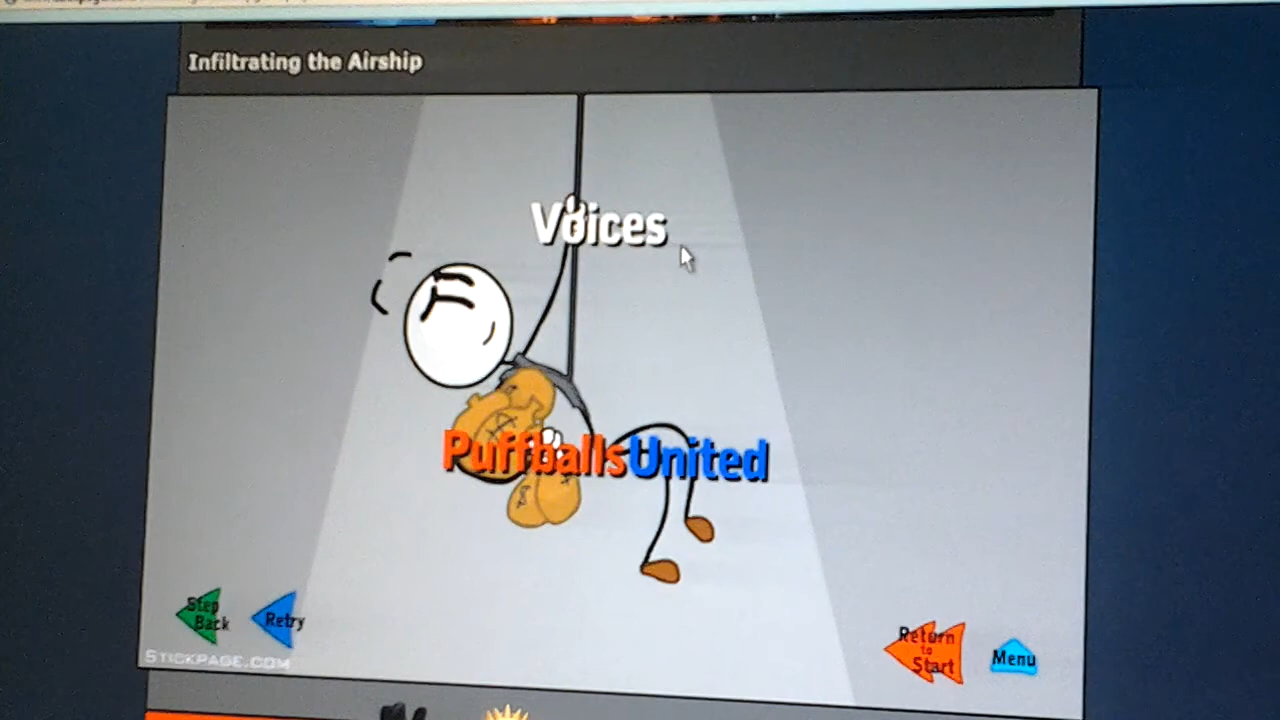 Infiltrating the Airship
Voices
PuffballsUnited
Step
Back
Retry
Return
to
Start
Menu
STICKPAGE.COM